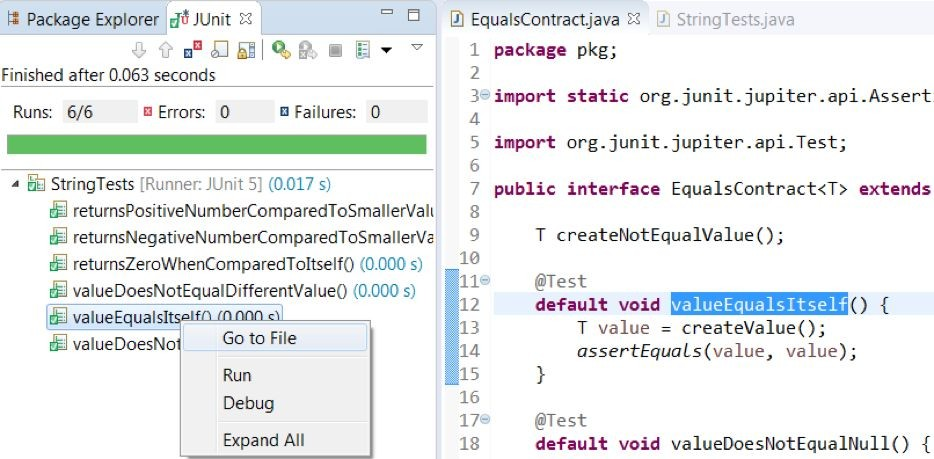 Package Explorer JUnit
Finished after 0.063 seconds
Runs: 6/6 Errors: 0 Failures: 0
StringTests [Runner: JUnit 5] (0.017 s)
returnsPositiveNumberComparedToSmallerValu
returnsNegativeNumberComparedToSmallerVa
returnsZeroWhenComparedToItself() (0.000 s)
valueDoesNotEqualDifferentValue() (0.000 s)
valueEqualsItself() (0.000 s)
valueDoesNot
Go to File
Run
Debug
Expand All
EqualsContract.java StringTests.java
1 package pkg;
2
3 import static org.junit.jupiter.api.Assert
4
5 import org.junit.jupiter.api.Test;
6
7 public interface EqualsContract<T> extends
8
9 T createNotEqualValue();
10
11 @Test
12 default void valueEqualsItself() {
13 T value = createValue();
14 assertEquals(value, value);
15 }
16
17 @Test
18 default void valueDoesNotEqualNull() {